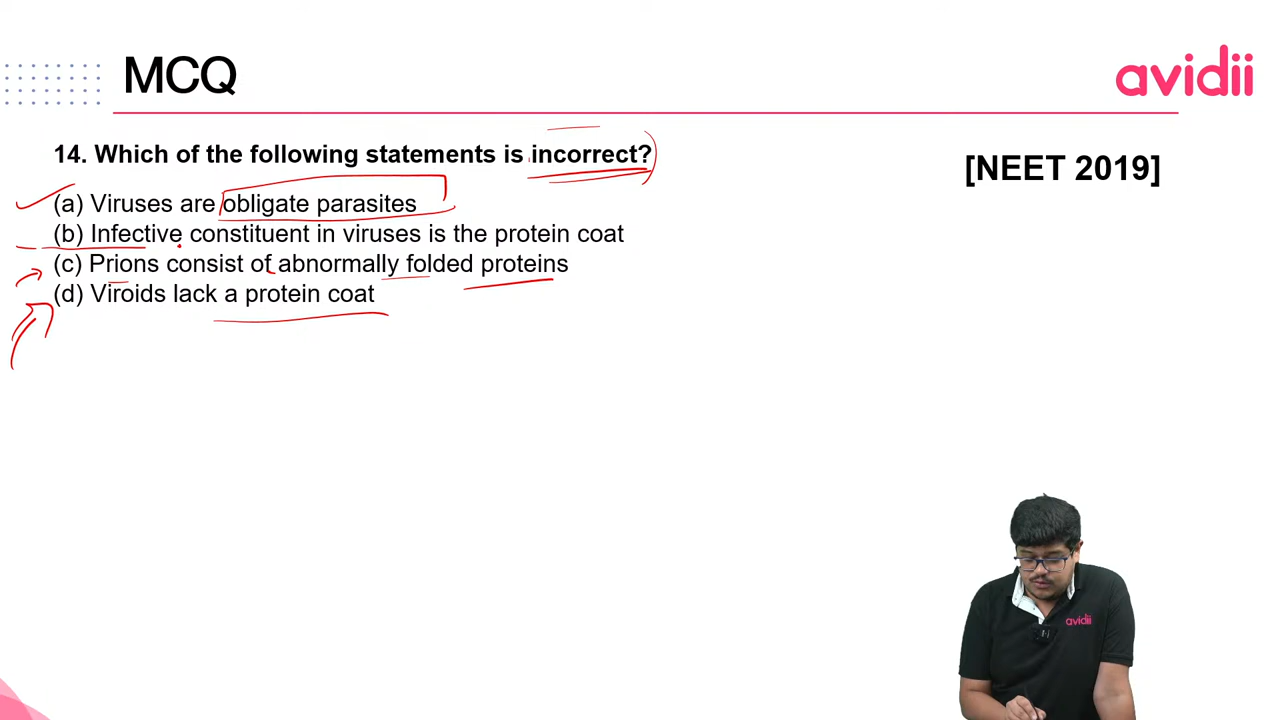 MCQ
avidii
14. Which of the following statements is incorrect?
[NEET 2019]
(a) Viruses are obligate parasites
(b) Infective constituent in viruses is the protein coat
(c) Prions consist of abnormally folded proteins
(d) Viroids lack a protein coat
avidii